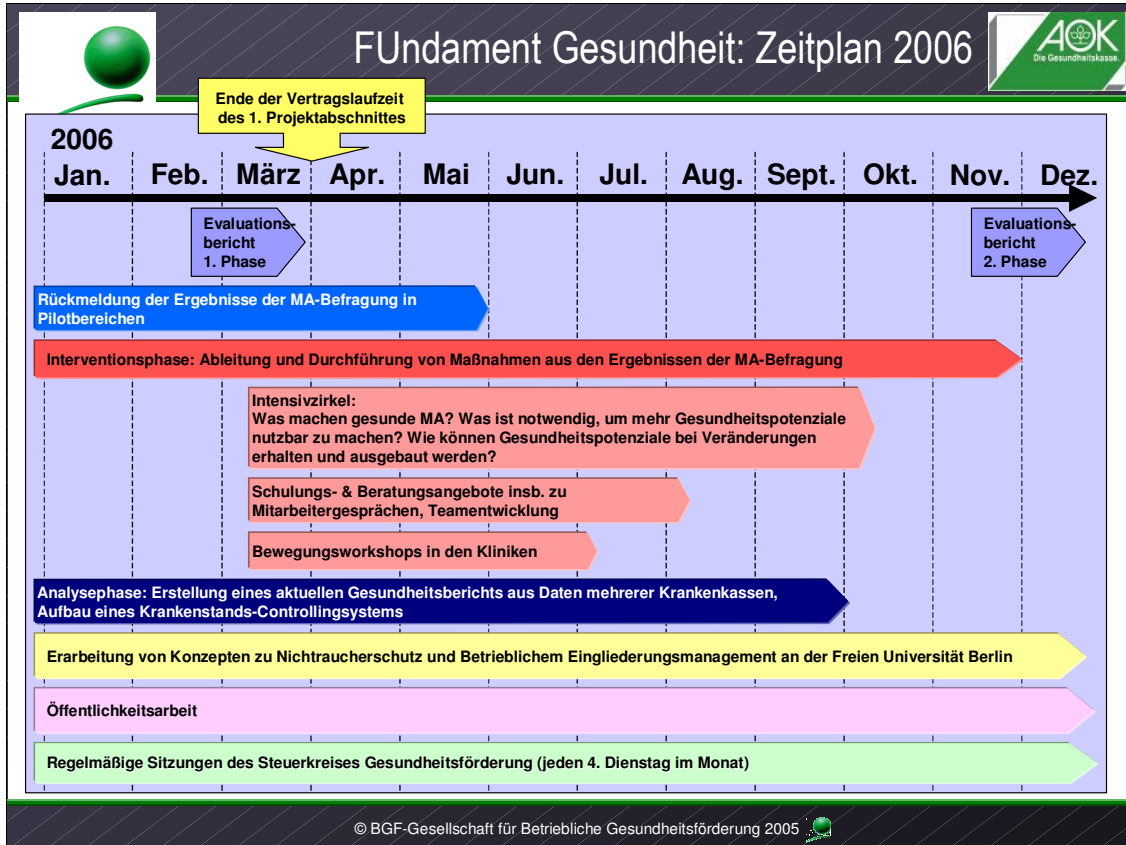 FUndament Gesundheit: Zeitplan 2006
AOK
Die Gesundheitskasse.
Ende der Vertragslaufzeit
des 1. Projektabschnittes
2006
Jan. Feb. März Apr. Mai Jun. Jul. Aug. Sept. Okt. Nov. Dez.
Evaluations-
bericht
1. Phase
Evaluations-
bericht
2. Phase
Rückmeldung der Ergebnisse der MA-Befragung in
Pilotbereichen
Interventionsphase: Ableitung und Durchführung von Maßnahmen aus den Ergebnissen der MA-Befragung
Intensivzirkel:
Was machen gesunde MA? Was ist notwendig, um mehr Gesundheitspotenziale
nutzbar zu machen? Wie können Gesundheitspotenziale bei Veränderungen
erhalten und ausgebaut werden?
Schulungs- & Beratungsangebote insb. zu
Mitarbeitergesprächen, Teamentwicklung
Bewegungsworkshops in den Kliniken
Analysephase: Erstellung eines aktuellen Gesundheitsberichts aus Daten mehrerer Krankenkassen,
Aufbau eines Krankenstands-Controllingsystems
Erarbeitung von Konzepten zu Nichtraucherschutz und Betrieblichem Eingliederungsmanagement an der Freien Universität Berlin
Öffentlichkeitsarbeit
Regelmäßige Sitzungen des Steuerkreises Gesundheitsförderung (jeden 4. Dienstag im Monat)
© BGF-Gesellschaft für Betriebliche Gesundheitsförderung 2005